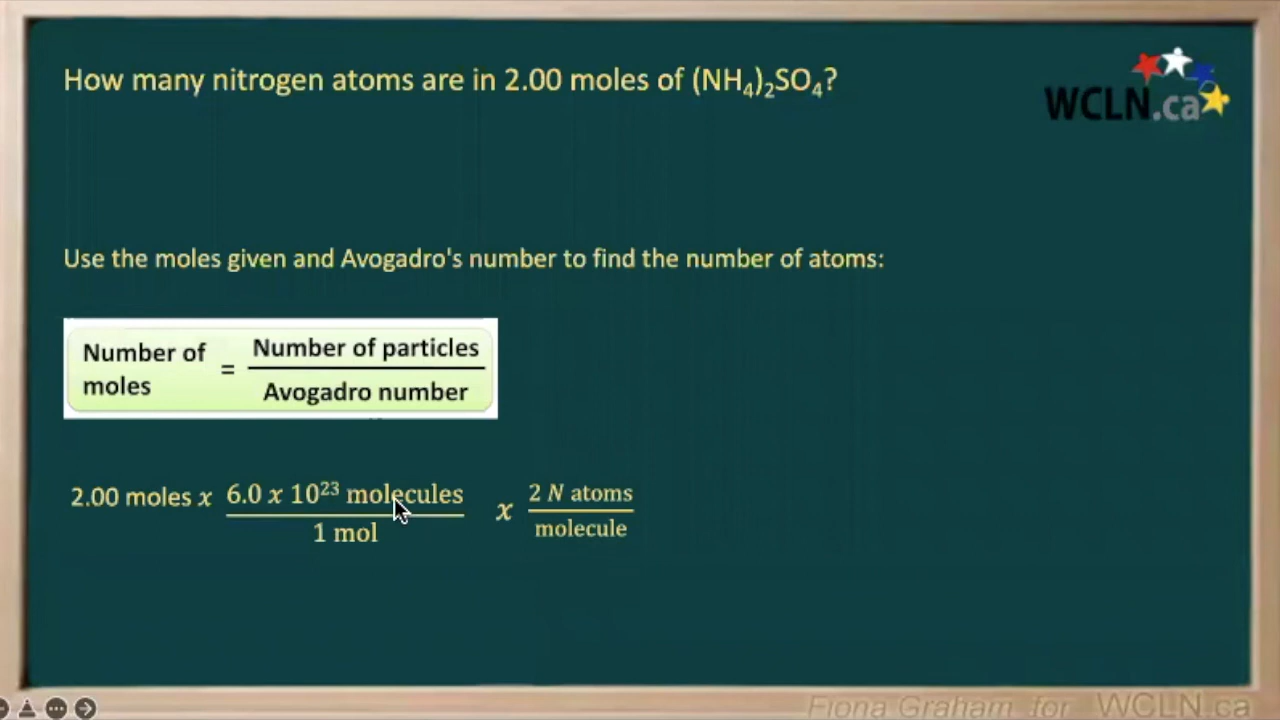 How many nitrogen atoms are in 2.00 moles of (NH₄)₂SO₄?
WCLN.ca
Use the moles given and Avogadro's number to find the number of atoms:
Number of moles = Number of particles / Avogadro number
2.00 moles x 6.0 x 10²³ molecules / 1 mol x 2 N atoms / molecule
Fiona Graham for WCLN.ca